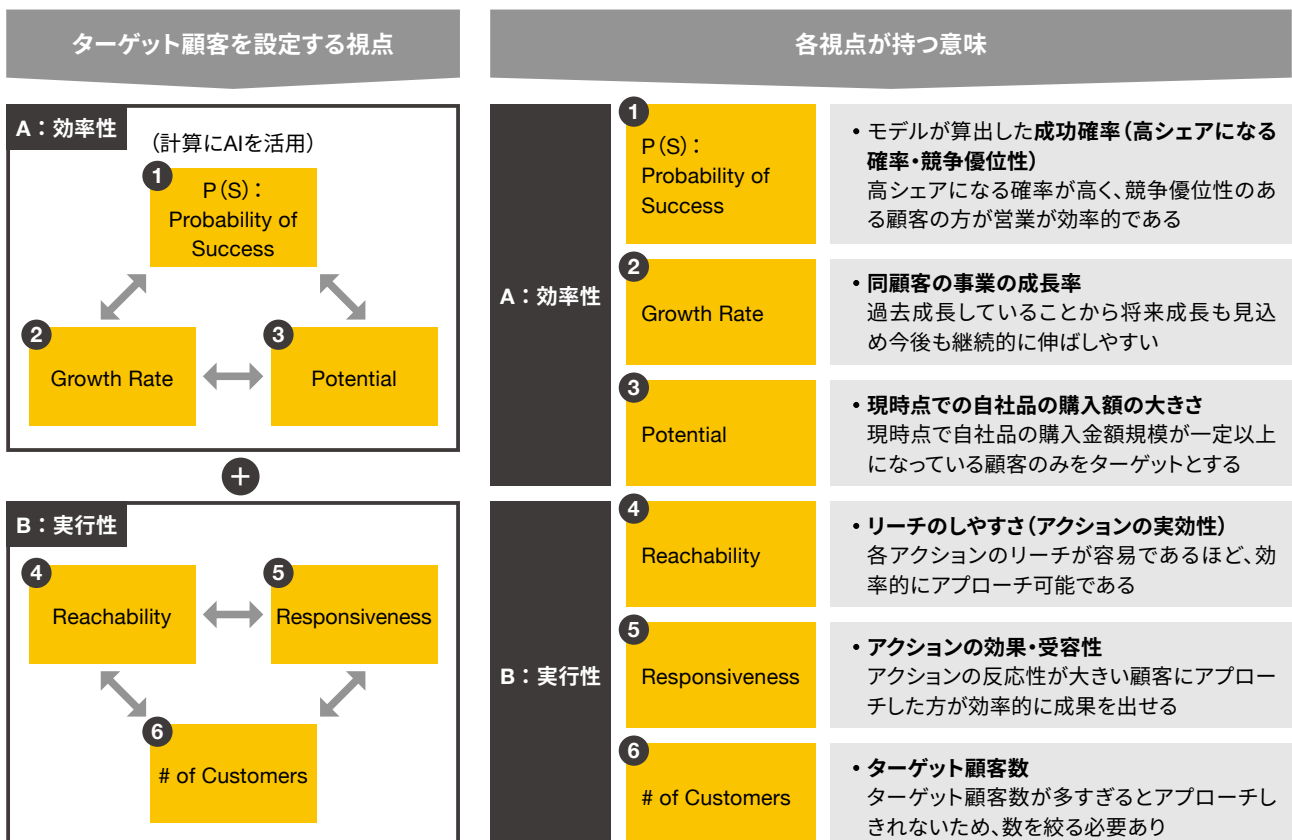 ターゲット顧客を設定する視点
A：効率性
（計算にAIを活用）
1
P（S）：
Probability of
Success
2
Growth Rate
3
Potential
+
B：実行性
4
Reachability
5
Responsiveness
6
# of Customers
各視点が持つ意味
A：効率性
1
P（S）：
Probability of
Success
• モデルが算出した成功確率（高シェアになる
確率・競争優位性）
高シェアになる確率が高く、競争優位性のあ
る顧客の方が営業が効率的である
2
Growth Rate
• 同顧客の事業の成長率
過去成長していることから将来成長も見込
め今後も継続的に伸ばしやすい
3
Potential
• 現時点での自社品の購入額の大きさ
現時点で自社品の購入金額規模が一定以上
になっている顧客のみをターゲットとする
B：実行性
4
Reachability
• リーチのしやすさ（アクションの実効性）
各アクションのリーチが容易であるほど、効
率的にアプローチ可能である
5
Responsiveness
• アクションの効果・受容性
アクションの反応性が大きい顧客にアプロー
チした方が効率的に成果を出せる
6
# of Customers
• ターゲット顧客数
ターゲット顧客数が多すぎるとアプローチし
きれないため、数を絞る必要あり